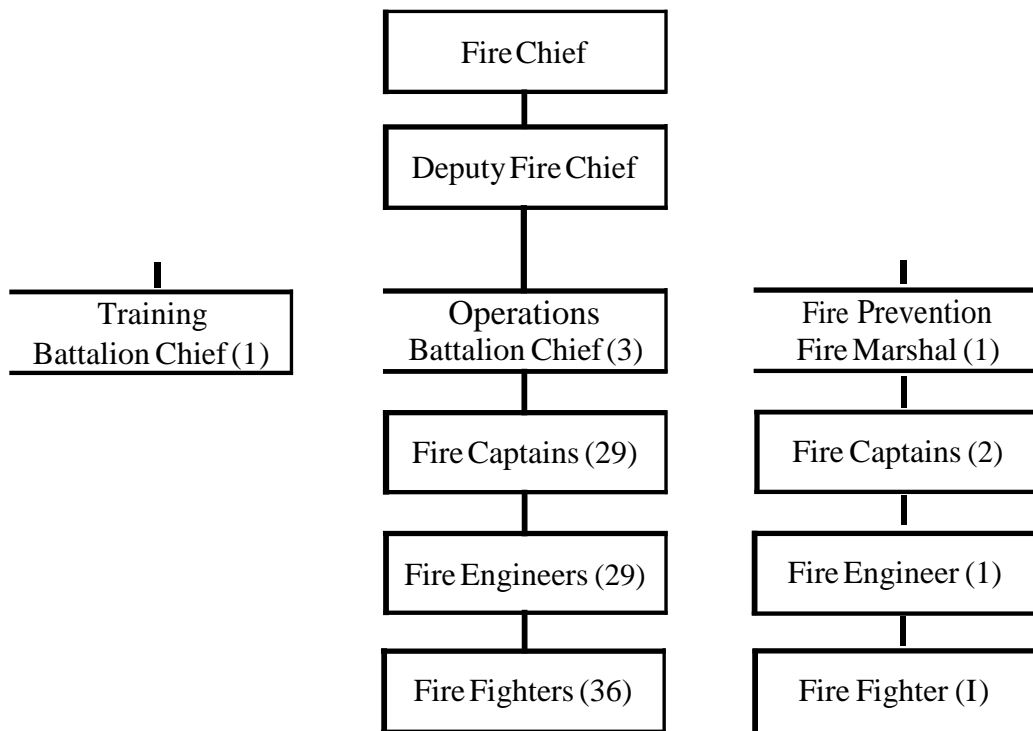 Fire Chief
Deputy Fire Chief
Training
Battalion Chief (1)
Operations
Battalion Chief (3)
Fire Prevention
Fire Marshal (1)
Fire Captains (29)
Fire Captains (2)
Fire Engineers (29)
Fire Engineer (1)
Fire Fighters (36)
Fire Fighter (I)